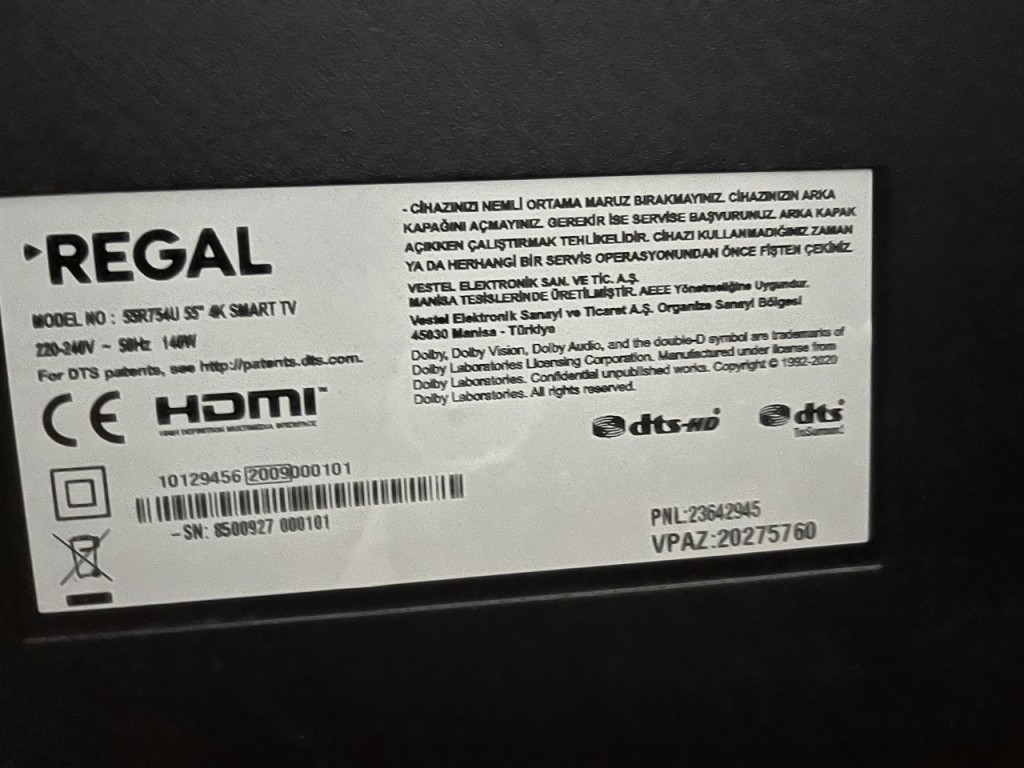 REGAL
MODEL NO : 55R754U 55" 4K SMART TV
220-240V ~ 50Hz 140W
For DTS patents, see http://patents.dts.com.
CE HDMI™
HIGH DEFINITION MULTIMEDIA INTERFACE
10129456 2009000101
-SN: 8500927 000101
- CİHAZINIZI NEMLİ ORTAMA MARUZ BIRAKMAYINIZ. CİHAZINIZIN ARKA
KAPAĞINI AÇMAYINIZ. GEREKİR İSE SERVİSE BAŞVURUNUZ. ARKA KAPAK
AÇIKKEN ÇALIŞTIRMAK TEHLİKELİDİR. CİHAZI KULLANMADIĞINIZ ZAMAN
YA DA HERHANGİ BİR SERVİS OPERASYONUNDAN ÖNCE FİŞTEN ÇEKİNİZ.
VESTEL ELEKTRONİK SAN. VE TİC. A.Ş.
MANİSA TESİSLERİNDE ÜRETİLMİŞTİR. AEEE Yönetmeliğine Uygundur.
Vestel Elektronik Sanayi ve Ticaret A.Ş. Organize Sanayi Bölgesi
45030 Manisa - Türkiye
Dolby, Dolby Vision, Dolby Audio, and the double-D symbol are trademarks of
Dolby Laboratories Licensing Corporation. Manufactured under license from
Dolby Laboratories. Confidential unpublished works. Copyright © 1992-2020
Dolby Laboratories. All rights reserved.
dts-HD dts
TruSurround
PNL:23642945
VPAZ:20275760